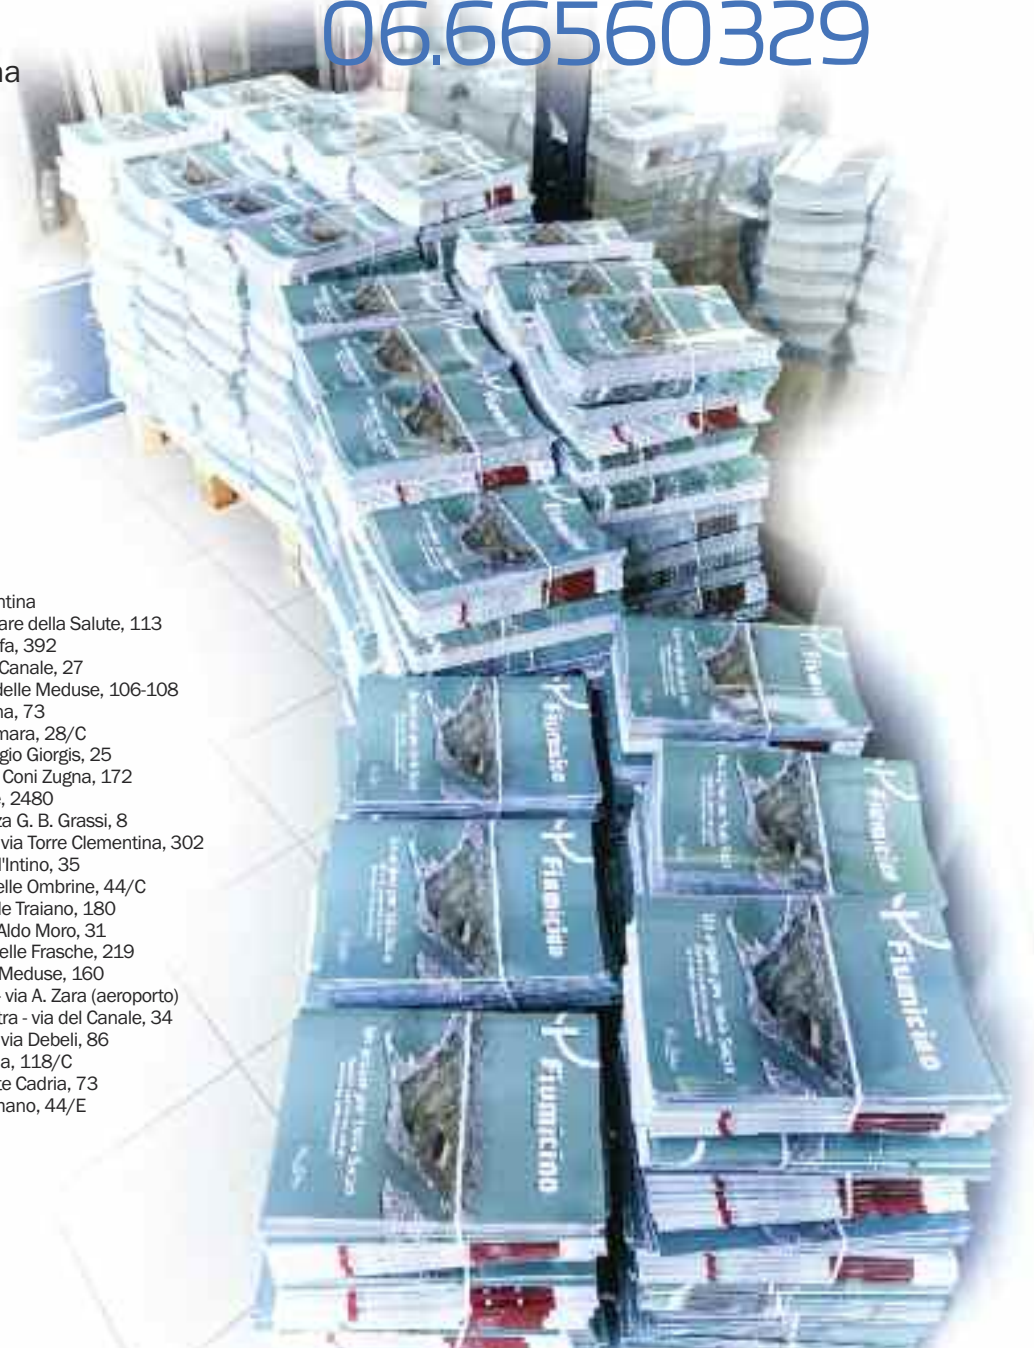 06.66560329
na
ntina
are della Salute, 113
fa, 392
Canale, 27
delle Meduse, 106-108
na, 73
mara, 28/C
gio Giorgis, 25
Coni Zugna, 172
, 2480
za G. B. Grassi, 8
via Torre Clementina, 302
l'Intino, 35
elle Ombrine, 44/C
le Traiano, 180
Aldo Moro, 31
elle Frasche, 219
Meduse, 160
- via A. Zara (aeroporto)
tra - via del Canale, 34
via Debeli, 86
a, 118/C
te Cadria, 73
nano, 44/E
Fiumicino
Fiumicino
Fiumicino
Fiumicino
Fiumicino